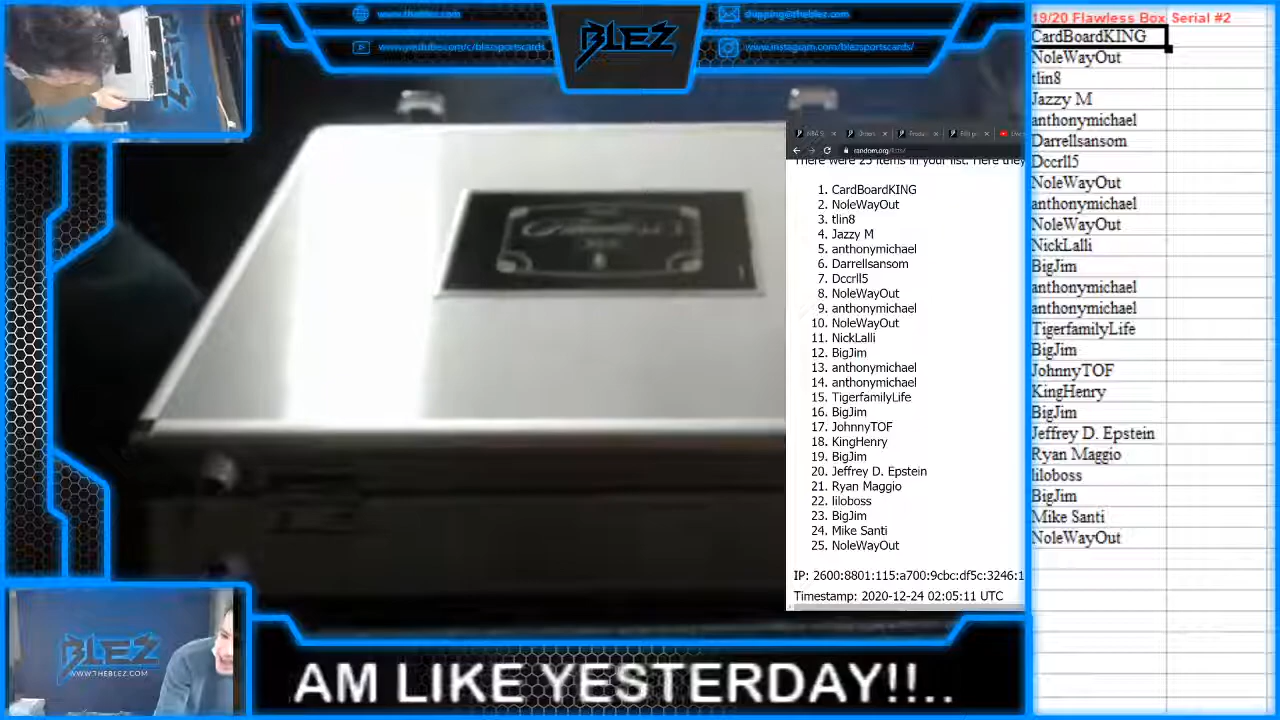 www.theblez.com
shipping@theblez.com
www.youtube.com/c/blezsportscards
www.instagram.com/blezsportscards/
BLEZ
19/20 Flawless Box Serial #2
CardBoardKING
NoleWayOut
tlin8
Jazzy M
anthonymichael
Darrellsansom
Dccrll5
NoleWayOut
anthonymichael
NoleWayOut
NickLalli
BigJim
anthonymichael
anthonymichael
TigerfamilyLife
BigJim
JohnnyTOF
KingHenry
BigJim
Jeffrey D. Epstein
Ryan Maggio
liloboss
BigJim
Mike Santi
NoleWayOut
random.org/lists/
There were 25 items in your list. Here they
1. CardBoardKING
2. NoleWayOut
3. tlin8
4. Jazzy M
5. anthonymichael
6. Darrellsansom
7. Dccrll5
8. NoleWayOut
9. anthonymichael
10. NoleWayOut
11. NickLalli
12. BigJim
13. anthonymichael
14. anthonymichael
15. TigerfamilyLife
16. BigJim
17. JohnnyTOF
18. KingHenry
19. BigJim
20. Jeffrey D. Epstein
21. Ryan Maggio
22. liloboss
23. BigJim
24. Mike Santi
25. NoleWayOut
IP: 2600:8801:115:a700:9cbc:df5c:3246:1
Timestamp: 2020-12-24 02:05:11 UTC
BLEZ
WWW.THEBLEZ.COM
AM LIKE YESTERDAY!!..